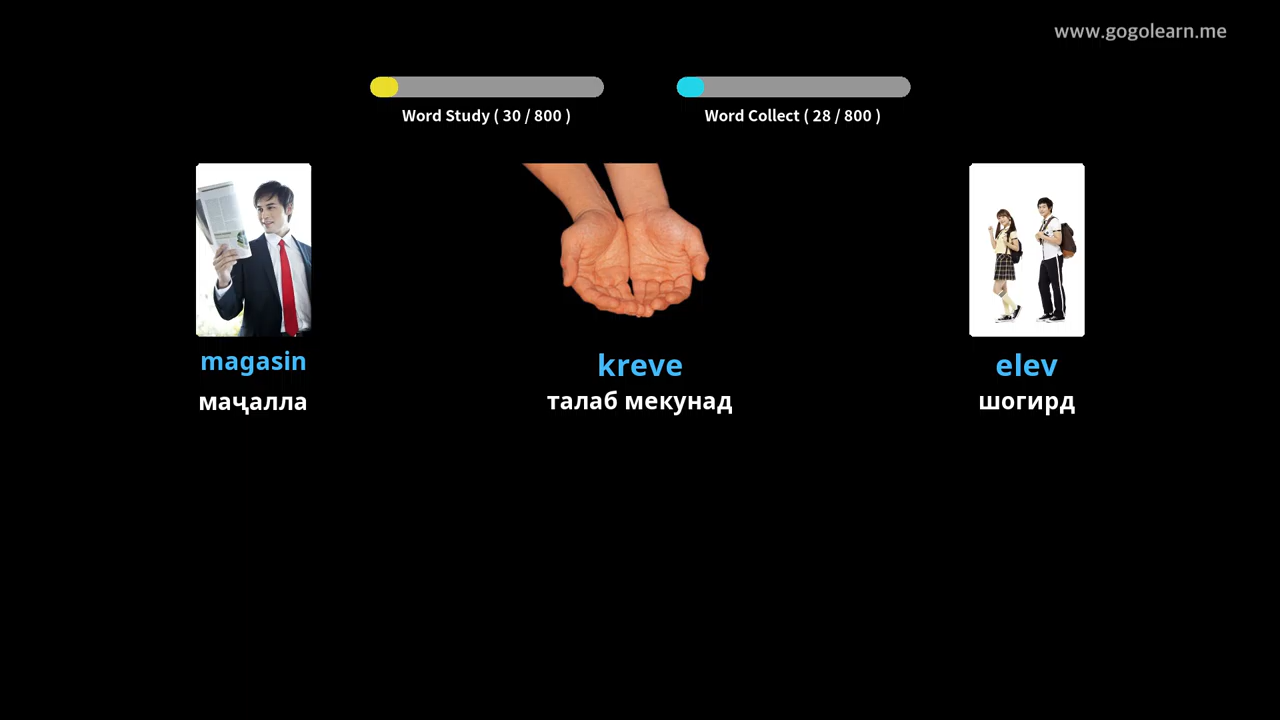 www.gogolearn.me
Word Study ( 30 / 800 )
Word Collect ( 28 / 800 )
magasin
маҷалла
kreve
талаб мекунад
elev
шогирд